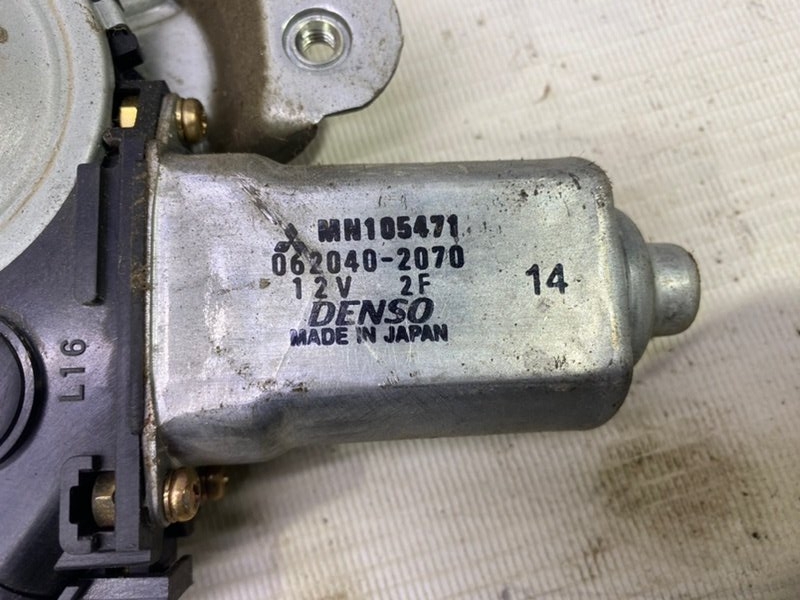 MN105471
062040-2070
12V 2F
14
DENSO
MADE IN JAPAN
L16